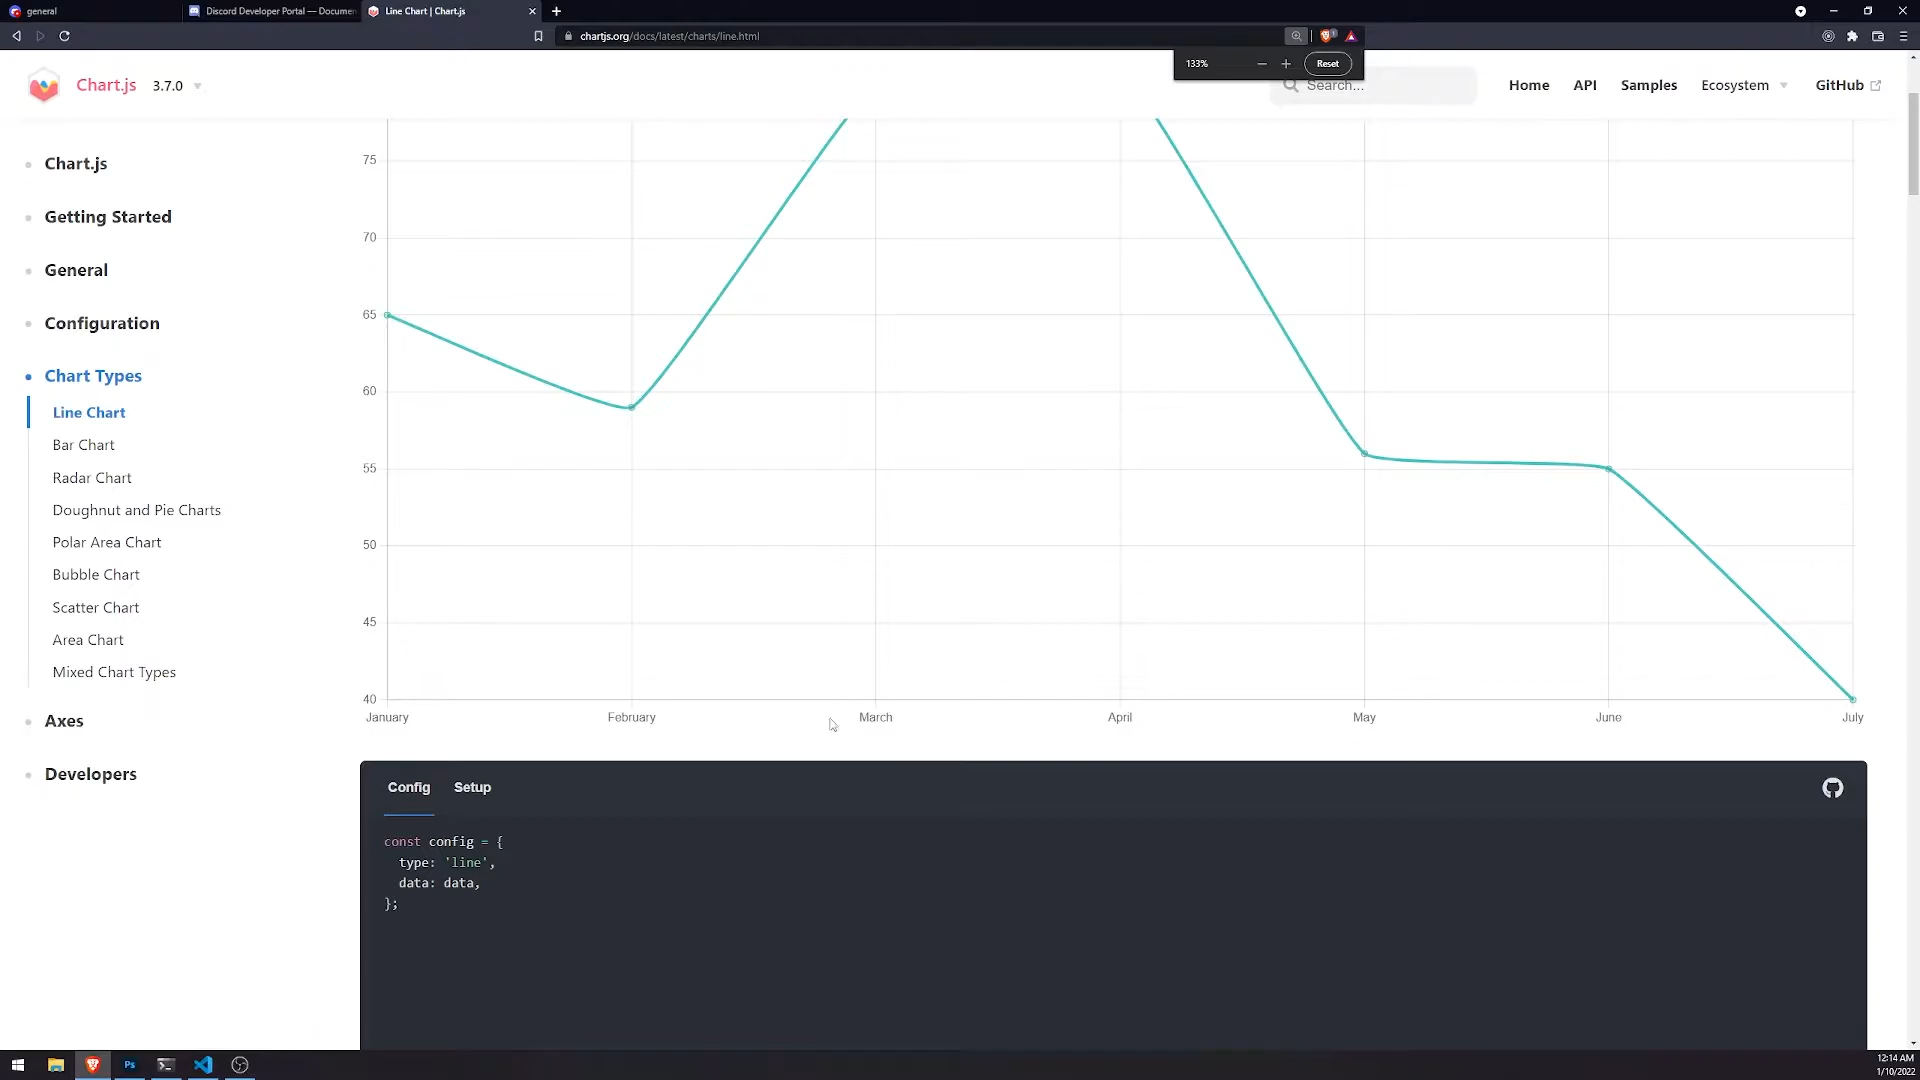 general
Discord Developer Portal — Documen
Line Chart | Chart.js
chartjs.org/docs/latest/charts/line.html
133%
Reset
Chart.js 3.7.0
Search...
Home
API
Samples
Ecosystem
GitHub
Chart.js
Getting Started
General
Configuration
Chart Types
Line Chart
Bar Chart
Radar Chart
Doughnut and Pie Charts
Polar Area Chart
Bubble Chart
Scatter Chart
Area Chart
Mixed Chart Types
Axes
Developers
75
70
65
60
55
50
45
40
January February March April May June July
Config Setup
const config = {
type: 'line',
data: data,
};
Ps
12:14 AM
1/10/2022